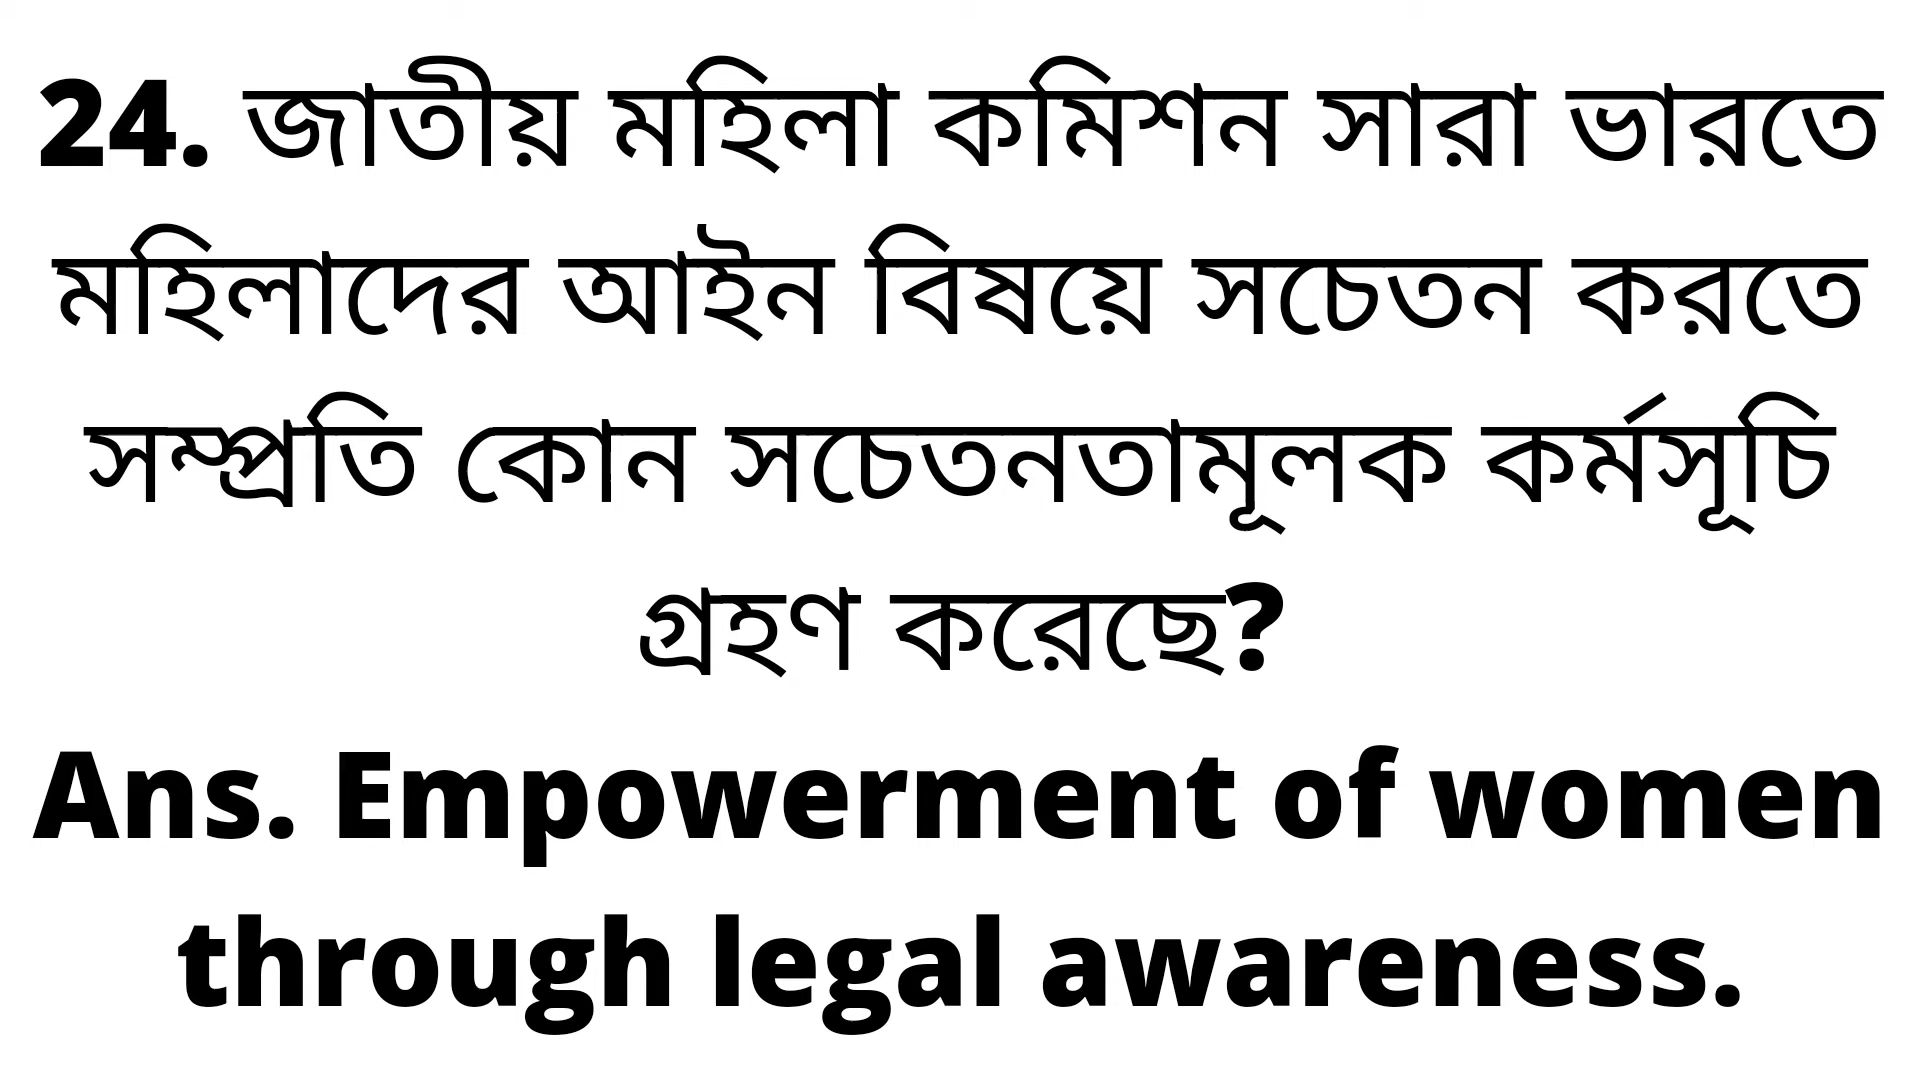 24. জাতীয় মহিলা কমিশন সারা ভারতে
মহিলাদের আইন বিষয়ে সচেতন করতে
সম্প্রতি কোন সচেতনতামূলক কর্মসূচি
গ্রহণ করেছে?
Ans. Empowerment of women
through legal awareness.